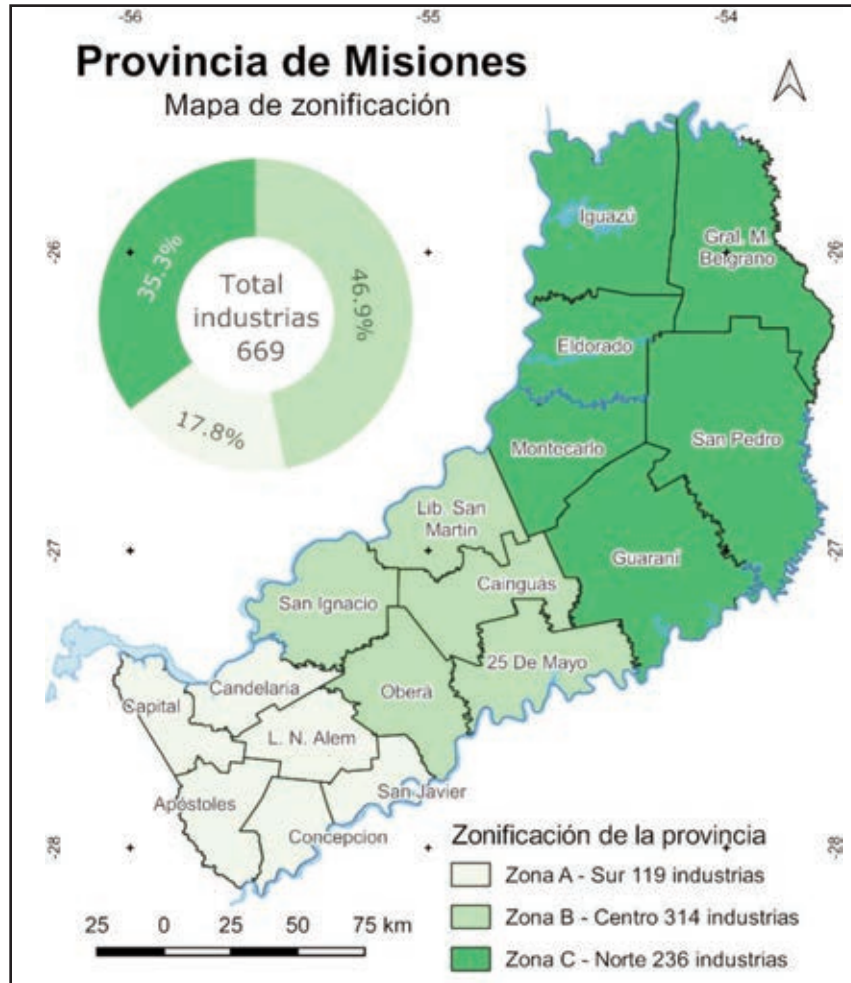 -56
-55
-54
Provincia de Misiones
Mapa de zonificación
35.3%
46.9%
17.8%
Total
industrias
669
-26
-26
-27
-27
-28
-28
Iguazú
Gral. M.
Belgrano
Eldorado
San Pedro
Montecarlo
Lib. San
Martin
Guaraní
Cainguás
San Ignacio
25 De Mayo
Candelaria
Oberá
Capital
L. N. Alem
San Javier
Apóstoles
Concepcion
Zonificación de la provincia
Zona A - Sur 119 industrias
Zona B - Centro 314 industrias
Zona C - Norte 236 industrias
25 0 25 50 75 km